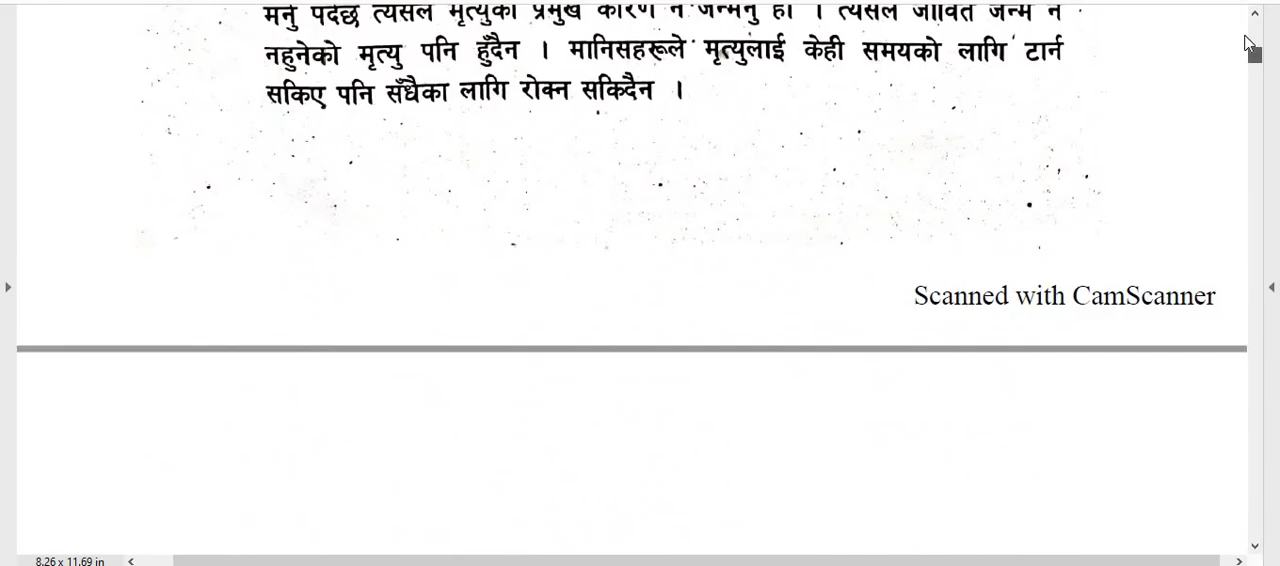 मर्नु पर्दछ त्यसैले मृत्युको प्रमुख कारण नै जन्मनु हो । त्यसैले जीवित जन्म नै
नहुनेको मृत्यु पनि हुँदैन । मानिसहरूले मृत्युलाई केही समयको लागि टार्न
सकिए पनि सँधैका लागि रोक्न सकिदैन ।
Scanned with CamScanner
8.26 x 11.69 in